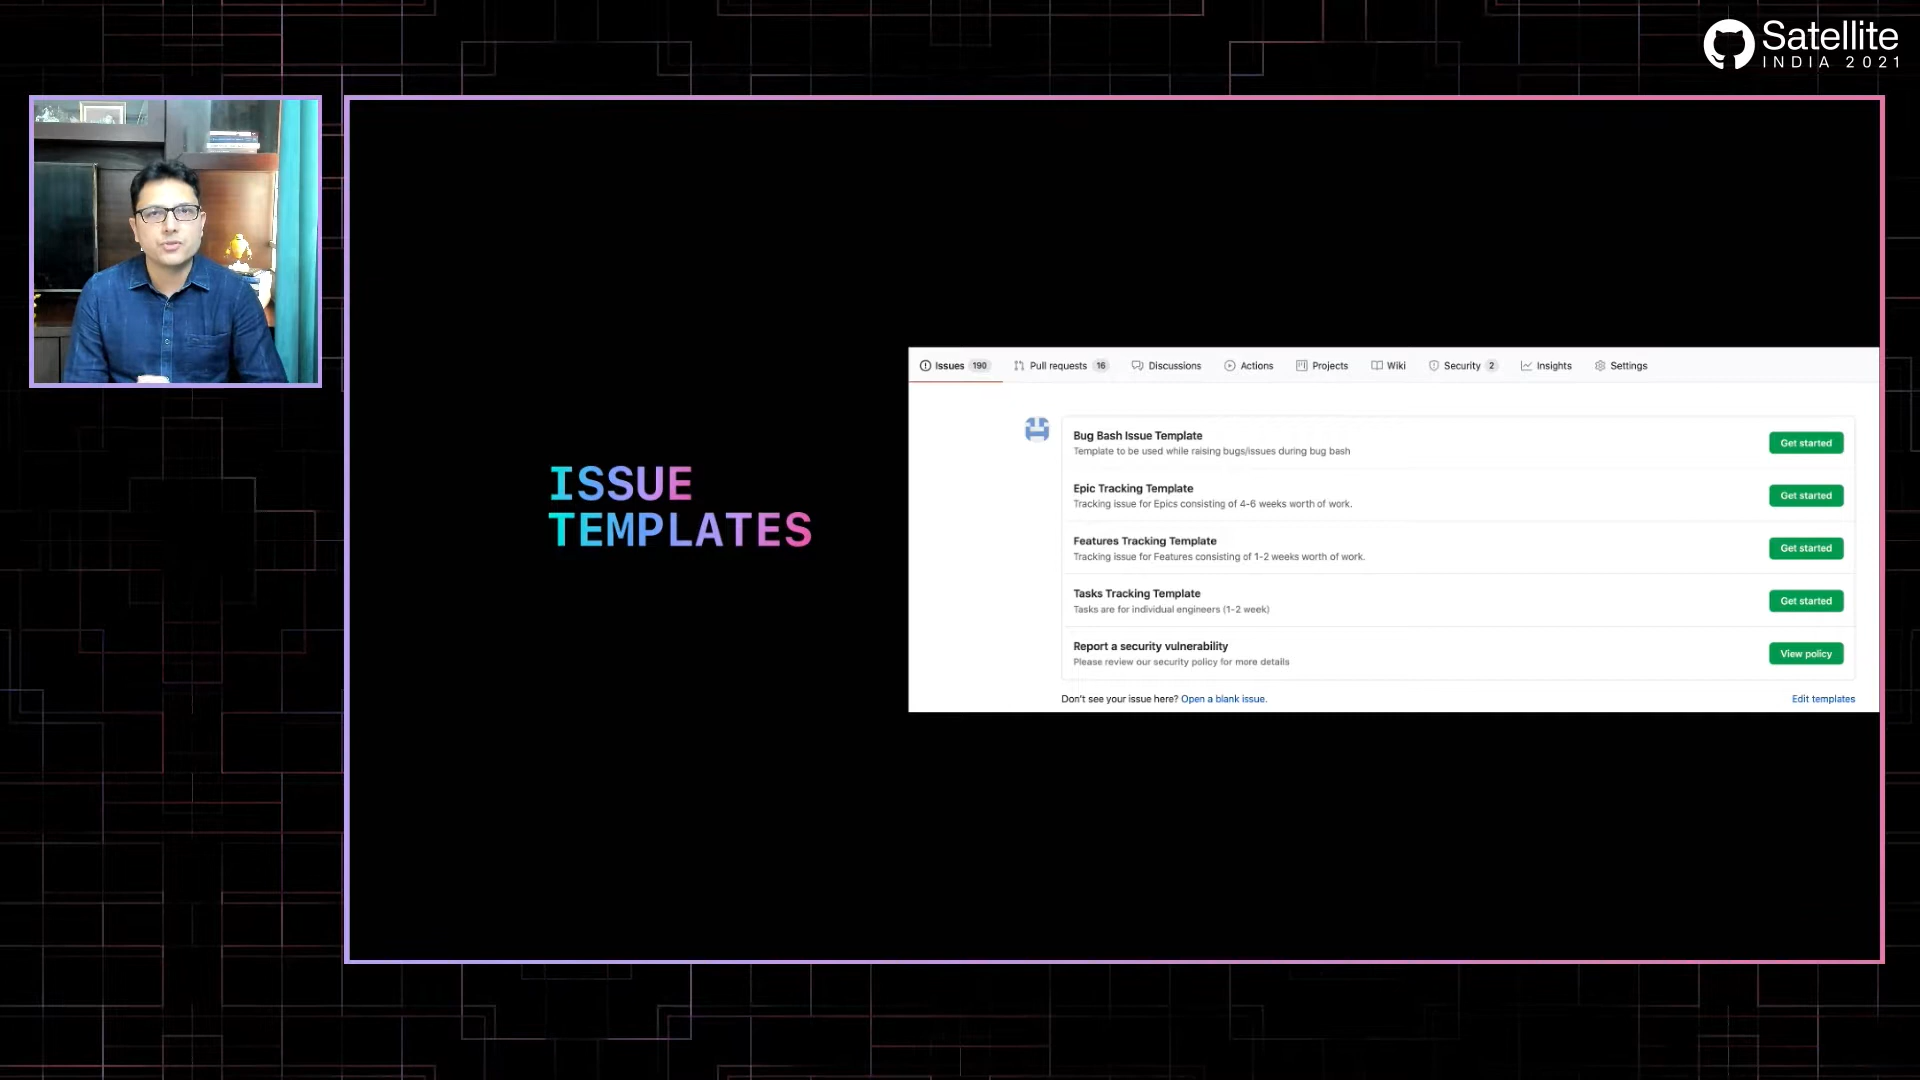 Satellite
INDIA 2021
ISSUE
TEMPLATES
Issues 190 Pull requests 16 Discussions Actions Projects Wiki Security 2 Insights Settings
Bug Bash Issue Template
Template to be used while raising bugs/issues during bug bash
Get started
Epic Tracking Template
Tracking issue for Epics consisting of 4-6 weeks worth of work.
Get started
Features Tracking Template
Tracking issue for Features consisting of 1-2 weeks worth of work.
Get started
Tasks Tracking Template
Tasks are for individual engineers (1-2 week)
Get started
Report a security vulnerability
Please review our security policy for more details
View policy
Don't see your issue here? Open a blank issue.
Edit templates